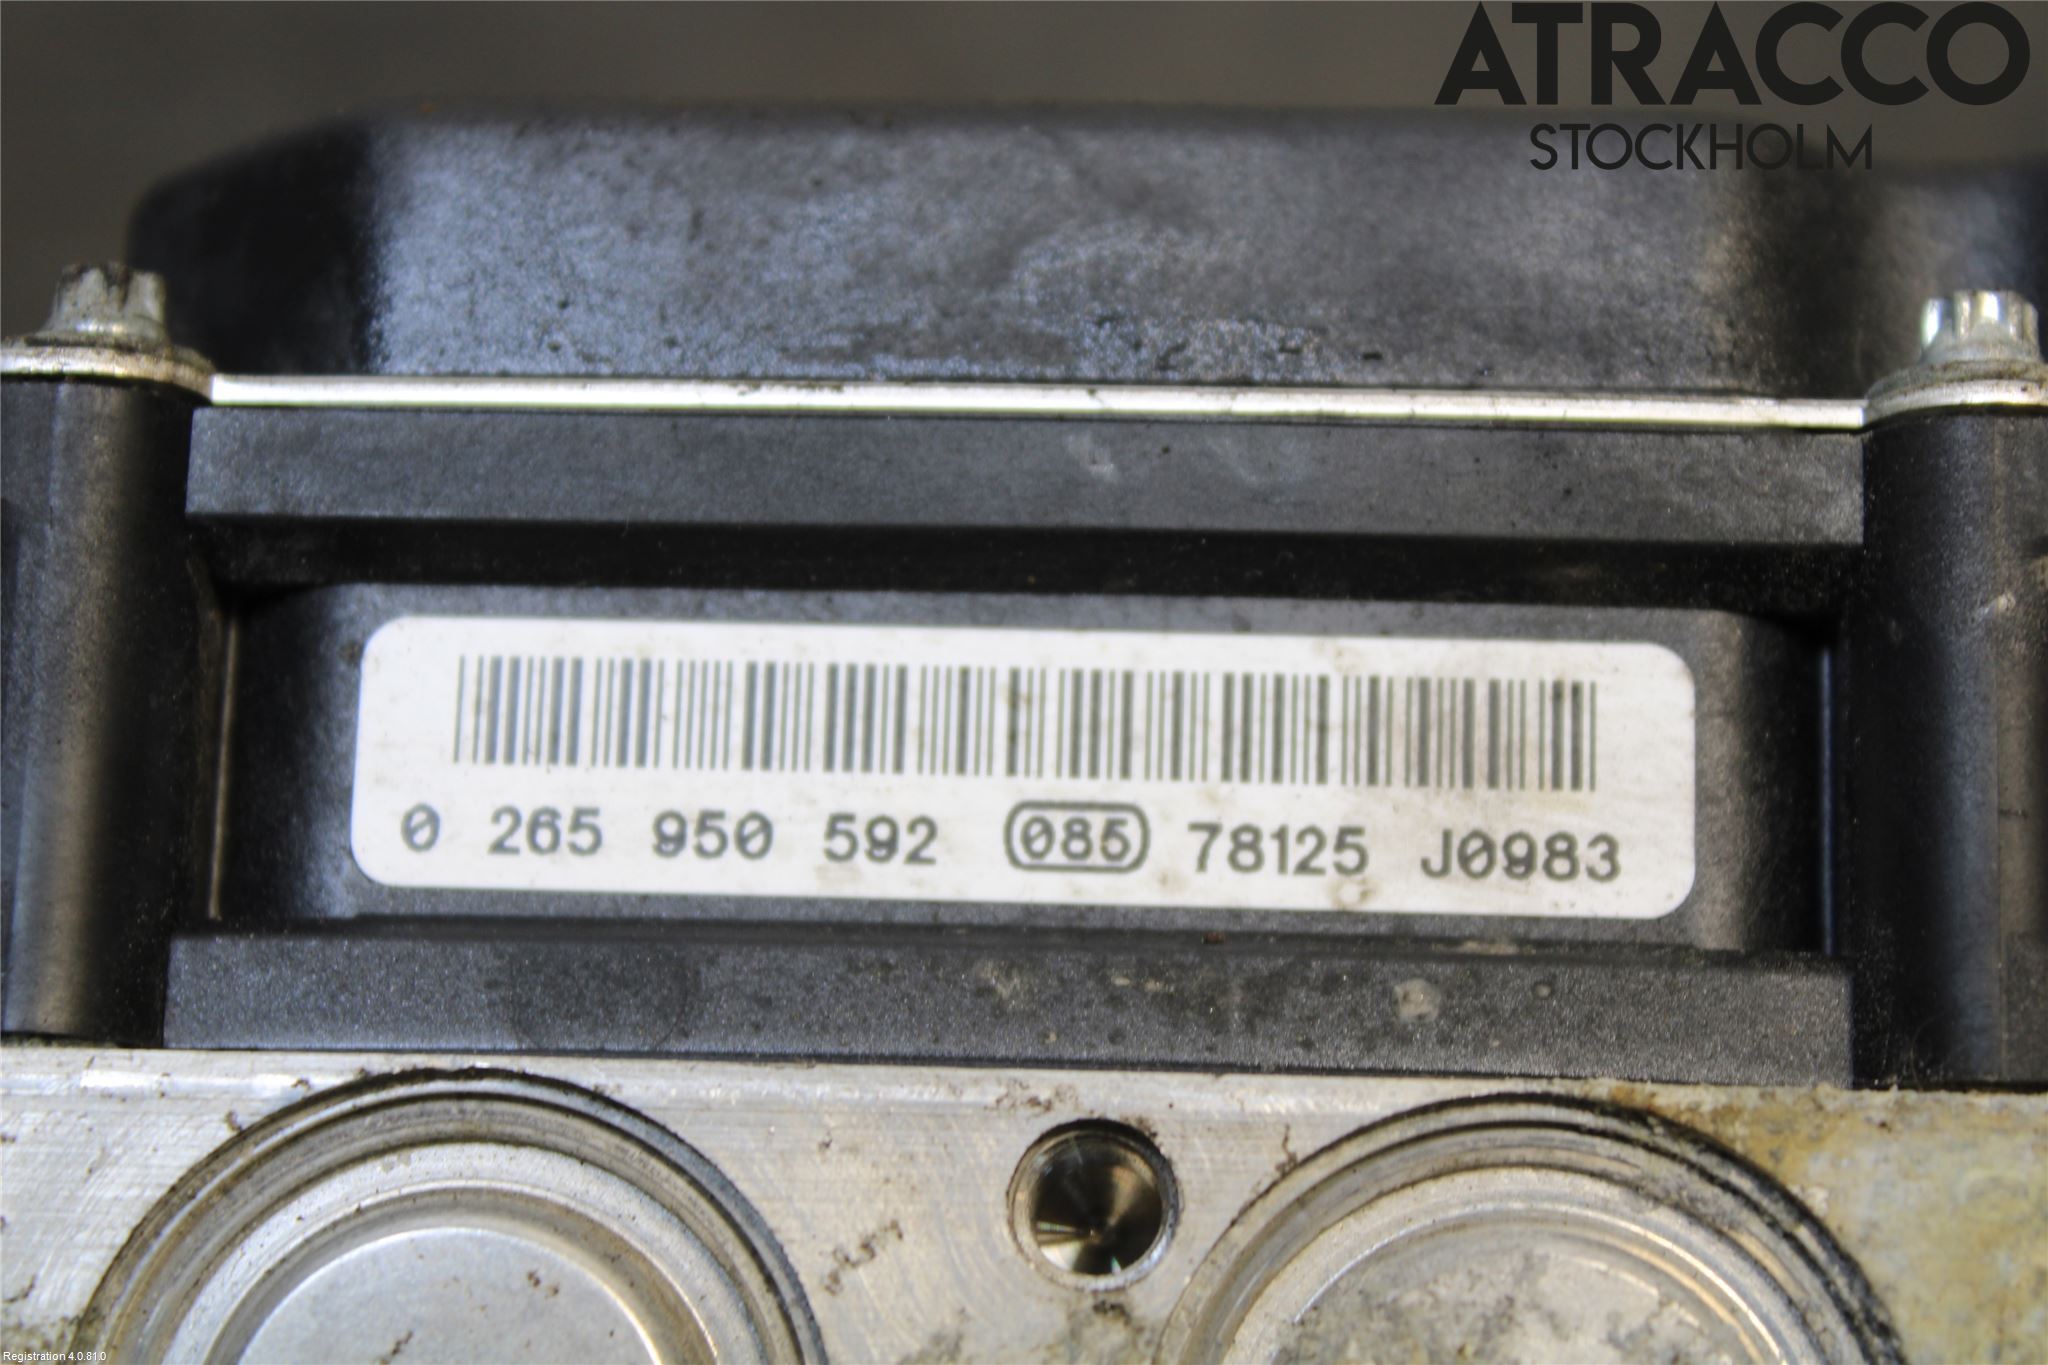 ATRACCO
STOCKHOLM
0 265 950 592 085 78125 J0983
Registration 4.0.81.0